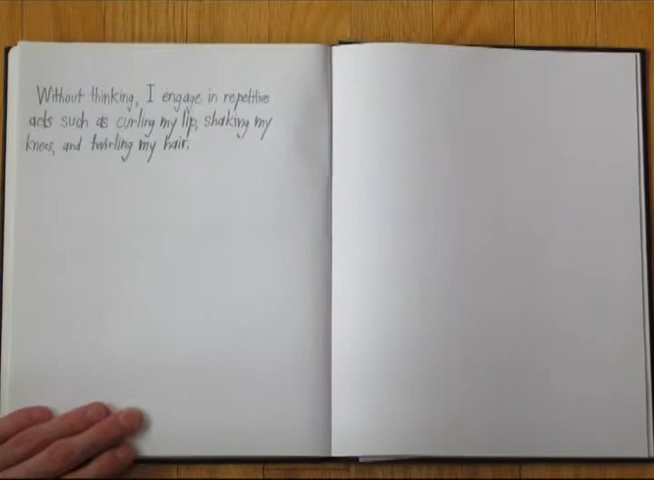 Without thinking, I engage in repetitive
acts such as curling my lip, shaking my
knees, and twirling my hair.